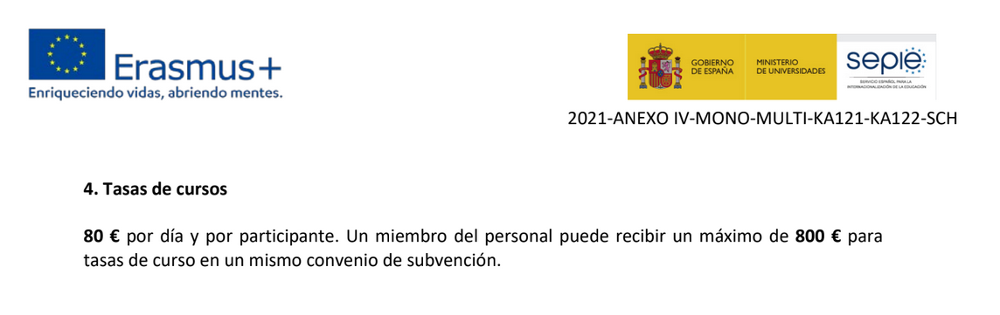 Erasmus+
Enriqueciendo vidas, abriendo mentes.
GOBIERNO
DE ESPAÑA
MINISTERIO
DE UNIVERSIDADES
sepie
SERVICIO ESPAÑOL PARA LA
INTERNACIONALIZACIÓN DE LA EDUCACIÓN
2021-ANEXO IV-MONO-MULTI-KA121-KA122-SCH
4. Tasas de cursos
80 € por día y por participante. Un miembro del personal puede recibir un máximo de 800 € para
tasas de curso en un mismo convenio de subvención.